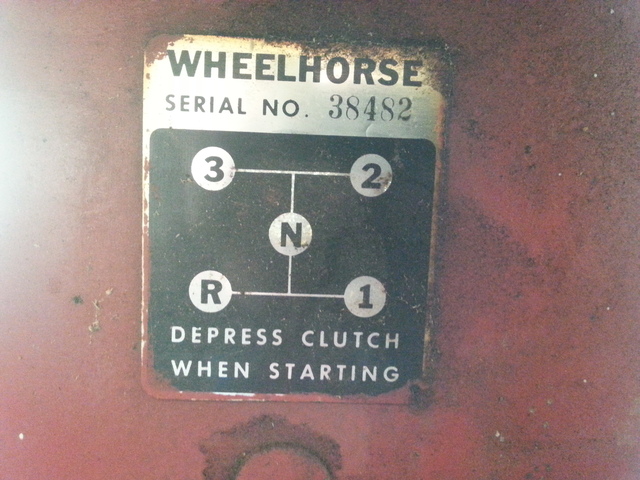 WHEELHORSE
SERIAL NO. 38482
3 2
N
R 1
DEPRESS CLUTCH
WHEN STARTING